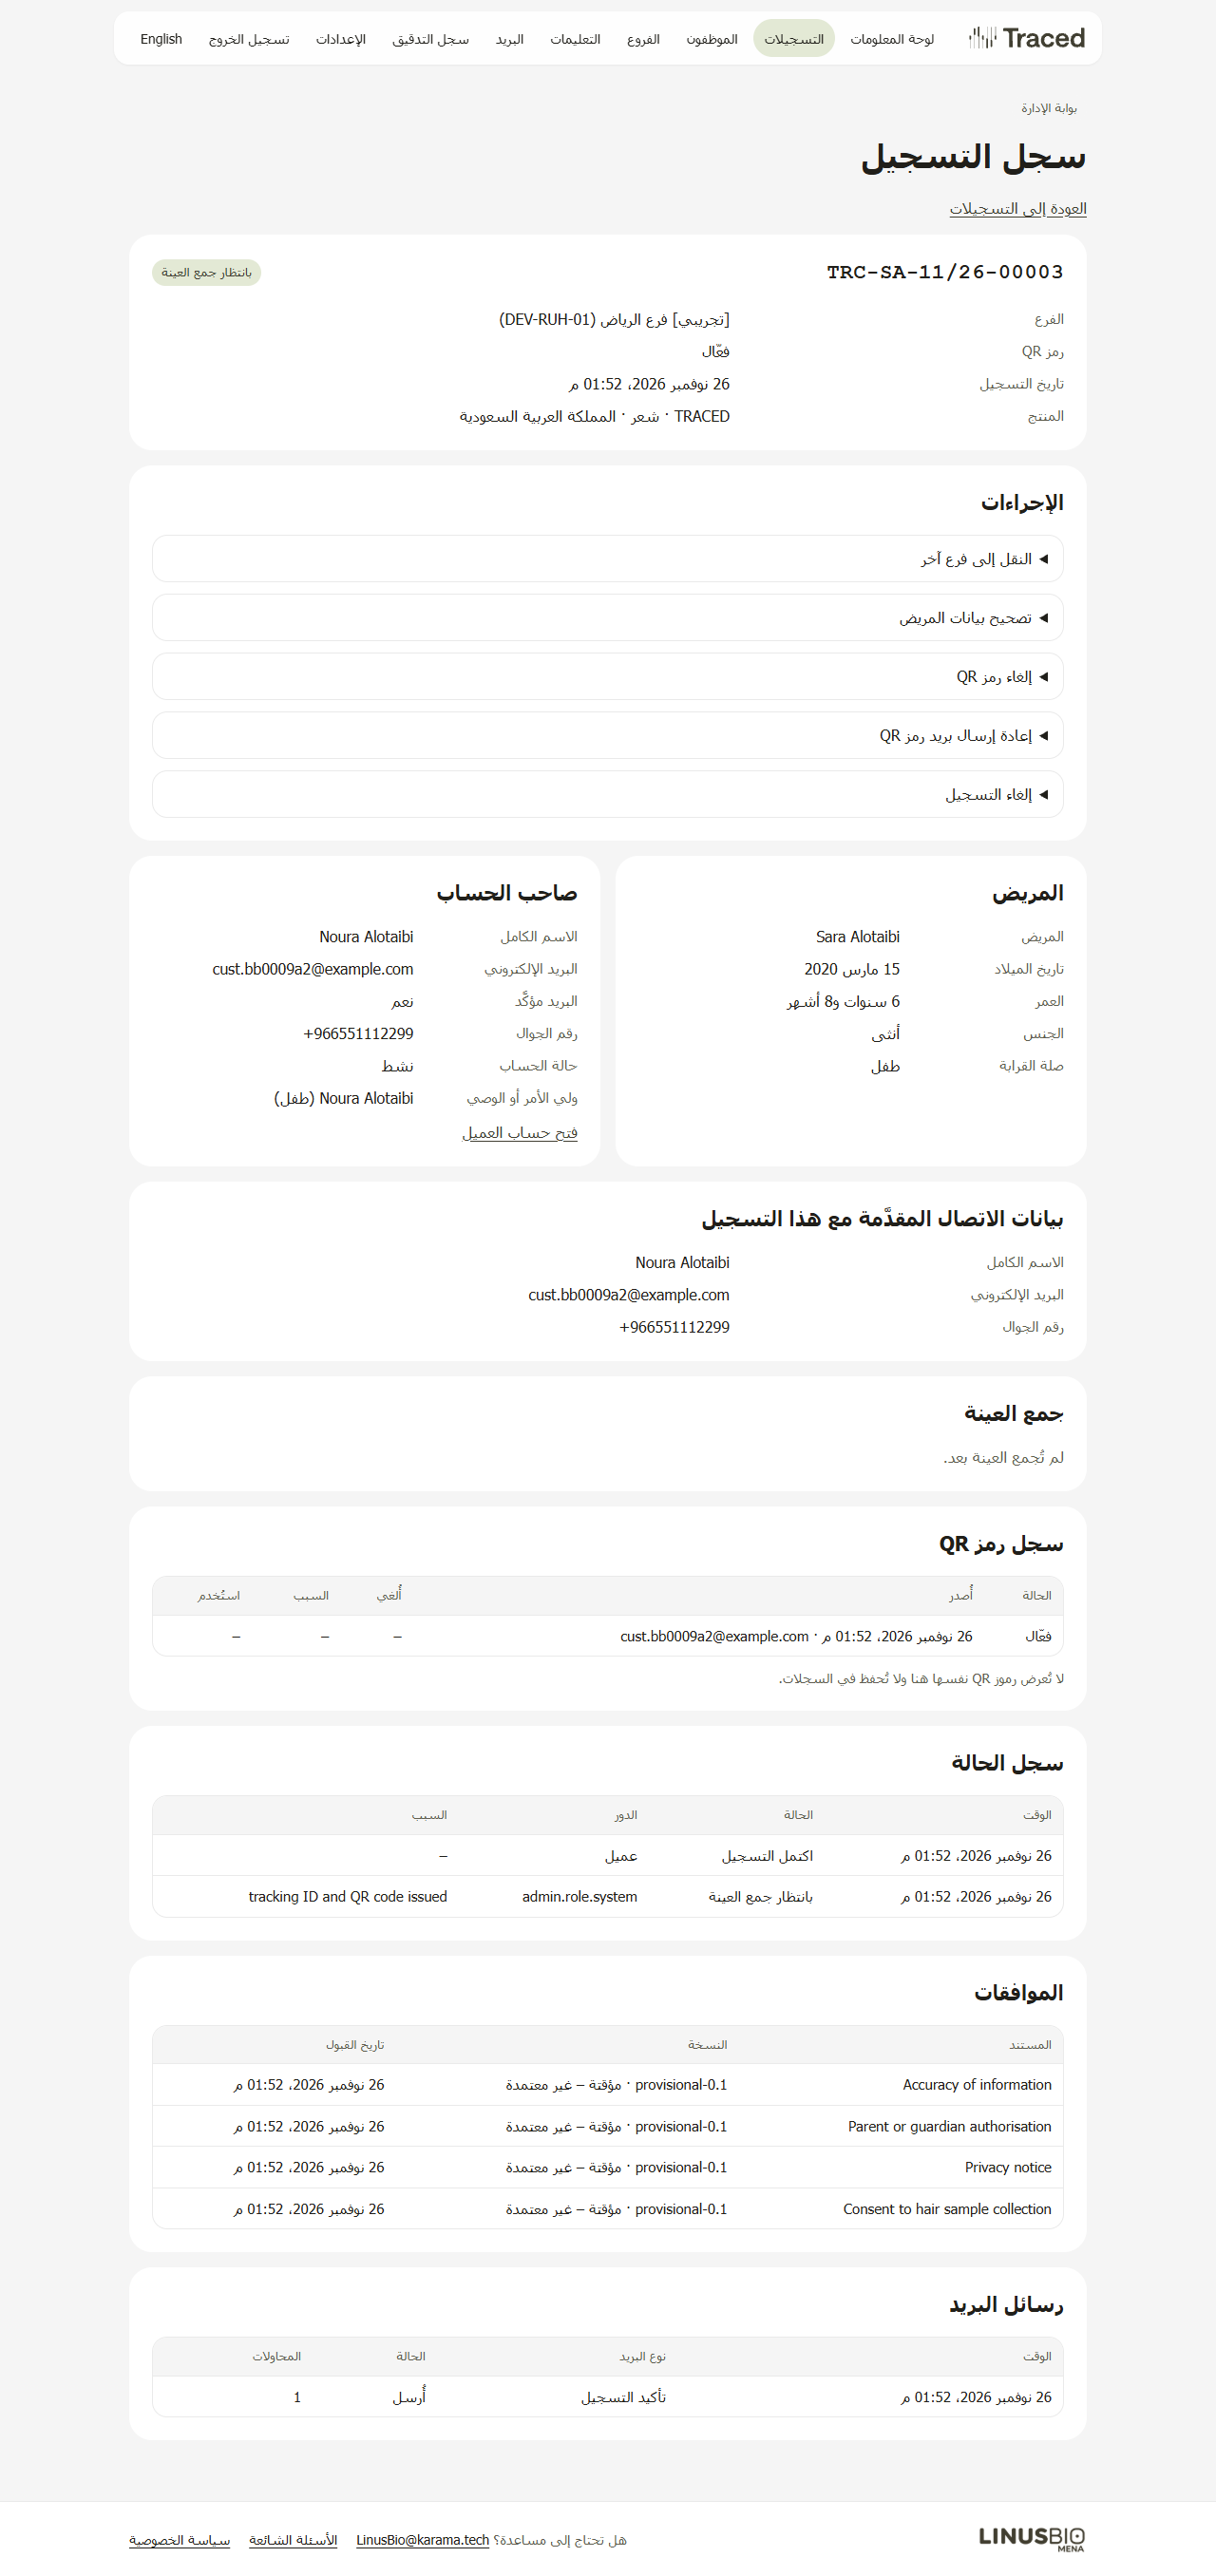 Traced
لوحة المعلومات
التسجيلات
الموظفون
الفروع
التعليمات
البريد
سجل التدقيق
الإعدادات
تسجيل الخروج
English
بوابة الإدارة
سجل التسجيل
العودة إلى التسجيلات
TRC-SA-11/26-00003 بانتظار جمع العينة
الفرع [تجريبي] فرع الرياض (DEV-RUH-01)
رمز QR فعّال
تاريخ التسجيل 26 نوفمبر 2026، 01:52 م
المنتج TRACED · شعر · المملكة العربية السعودية
الإجراءات
النقل إلى فرع آخر
تصحيح بيانات المريض
إلغاء رمز QR
إعادة إرسال بريد رمز QR
إلغاء التسجيل
المريض
المريض Sara Alotaibi
تاريخ الميلاد 15 مارس 2020
العمر 6 سنوات و8 أشهر
الجنس أنثى
صلة القرابة طفل
صاحب الحساب
الاسم الكامل Noura Alotaibi
البريد الإلكتروني cust.bb0009a2@example.com
البريد مؤكّد نعم
رقم الجوال +966551112299
حالة الحساب نشط
ولي الأمر أو الوصي Noura Alotaibi (طفل)
فتح حساب العميل
بيانات الاتصال المقدَّمة مع هذا التسجيل
الاسم الكامل Noura Alotaibi
البريد الإلكتروني cust.bb0009a2@example.com
رقم الجوال +966551112299
جمع العينة
لم تُجمع العينة بعد.
سجل رمز QR
الحالة أُصدر أُلغي السبب استُخدم
فعّال 26 نوفمبر 2026، 01:52 م · cust.bb0009a2@example.com – – –
لا تُعرض رموز QR نفسها هنا ولا تُحفظ في السجلات.
سجل الحالة
الوقت الحالة الدور السبب
26 نوفمبر 2026، 01:52 م اكتمل التسجيل عميل –
26 نوفمبر 2026، 01:52 م بانتظار جمع العينة admin.role.system tracking ID and QR code issued
الموافقات
المستند النسخة تاريخ القبول
Accuracy of information provisional-0.1 · مؤقتة – غير معتمدة 26 نوفمبر 2026، 01:52 م
Parent or guardian authorisation provisional-0.1 · مؤقتة – غير معتمدة 26 نوفمبر 2026، 01:52 م
Privacy notice provisional-0.1 · مؤقتة – غير معتمدة 26 نوفمبر 2026، 01:52 م
Consent to hair sample collection provisional-0.1 · مؤقتة – غير معتمدة 26 نوفمبر 2026، 01:52 م
رسائل البريد
الوقت نوع البريد الحالة المحاولات
26 نوفمبر 2026، 01:52 م تأكيد التسجيل أُرسل 1
LINUSBIO
MENA
هل تحتاج إلى مساعدة؟ LinusBio@karama.tech
الأسئلة الشائعة
سياسة الخصوصية